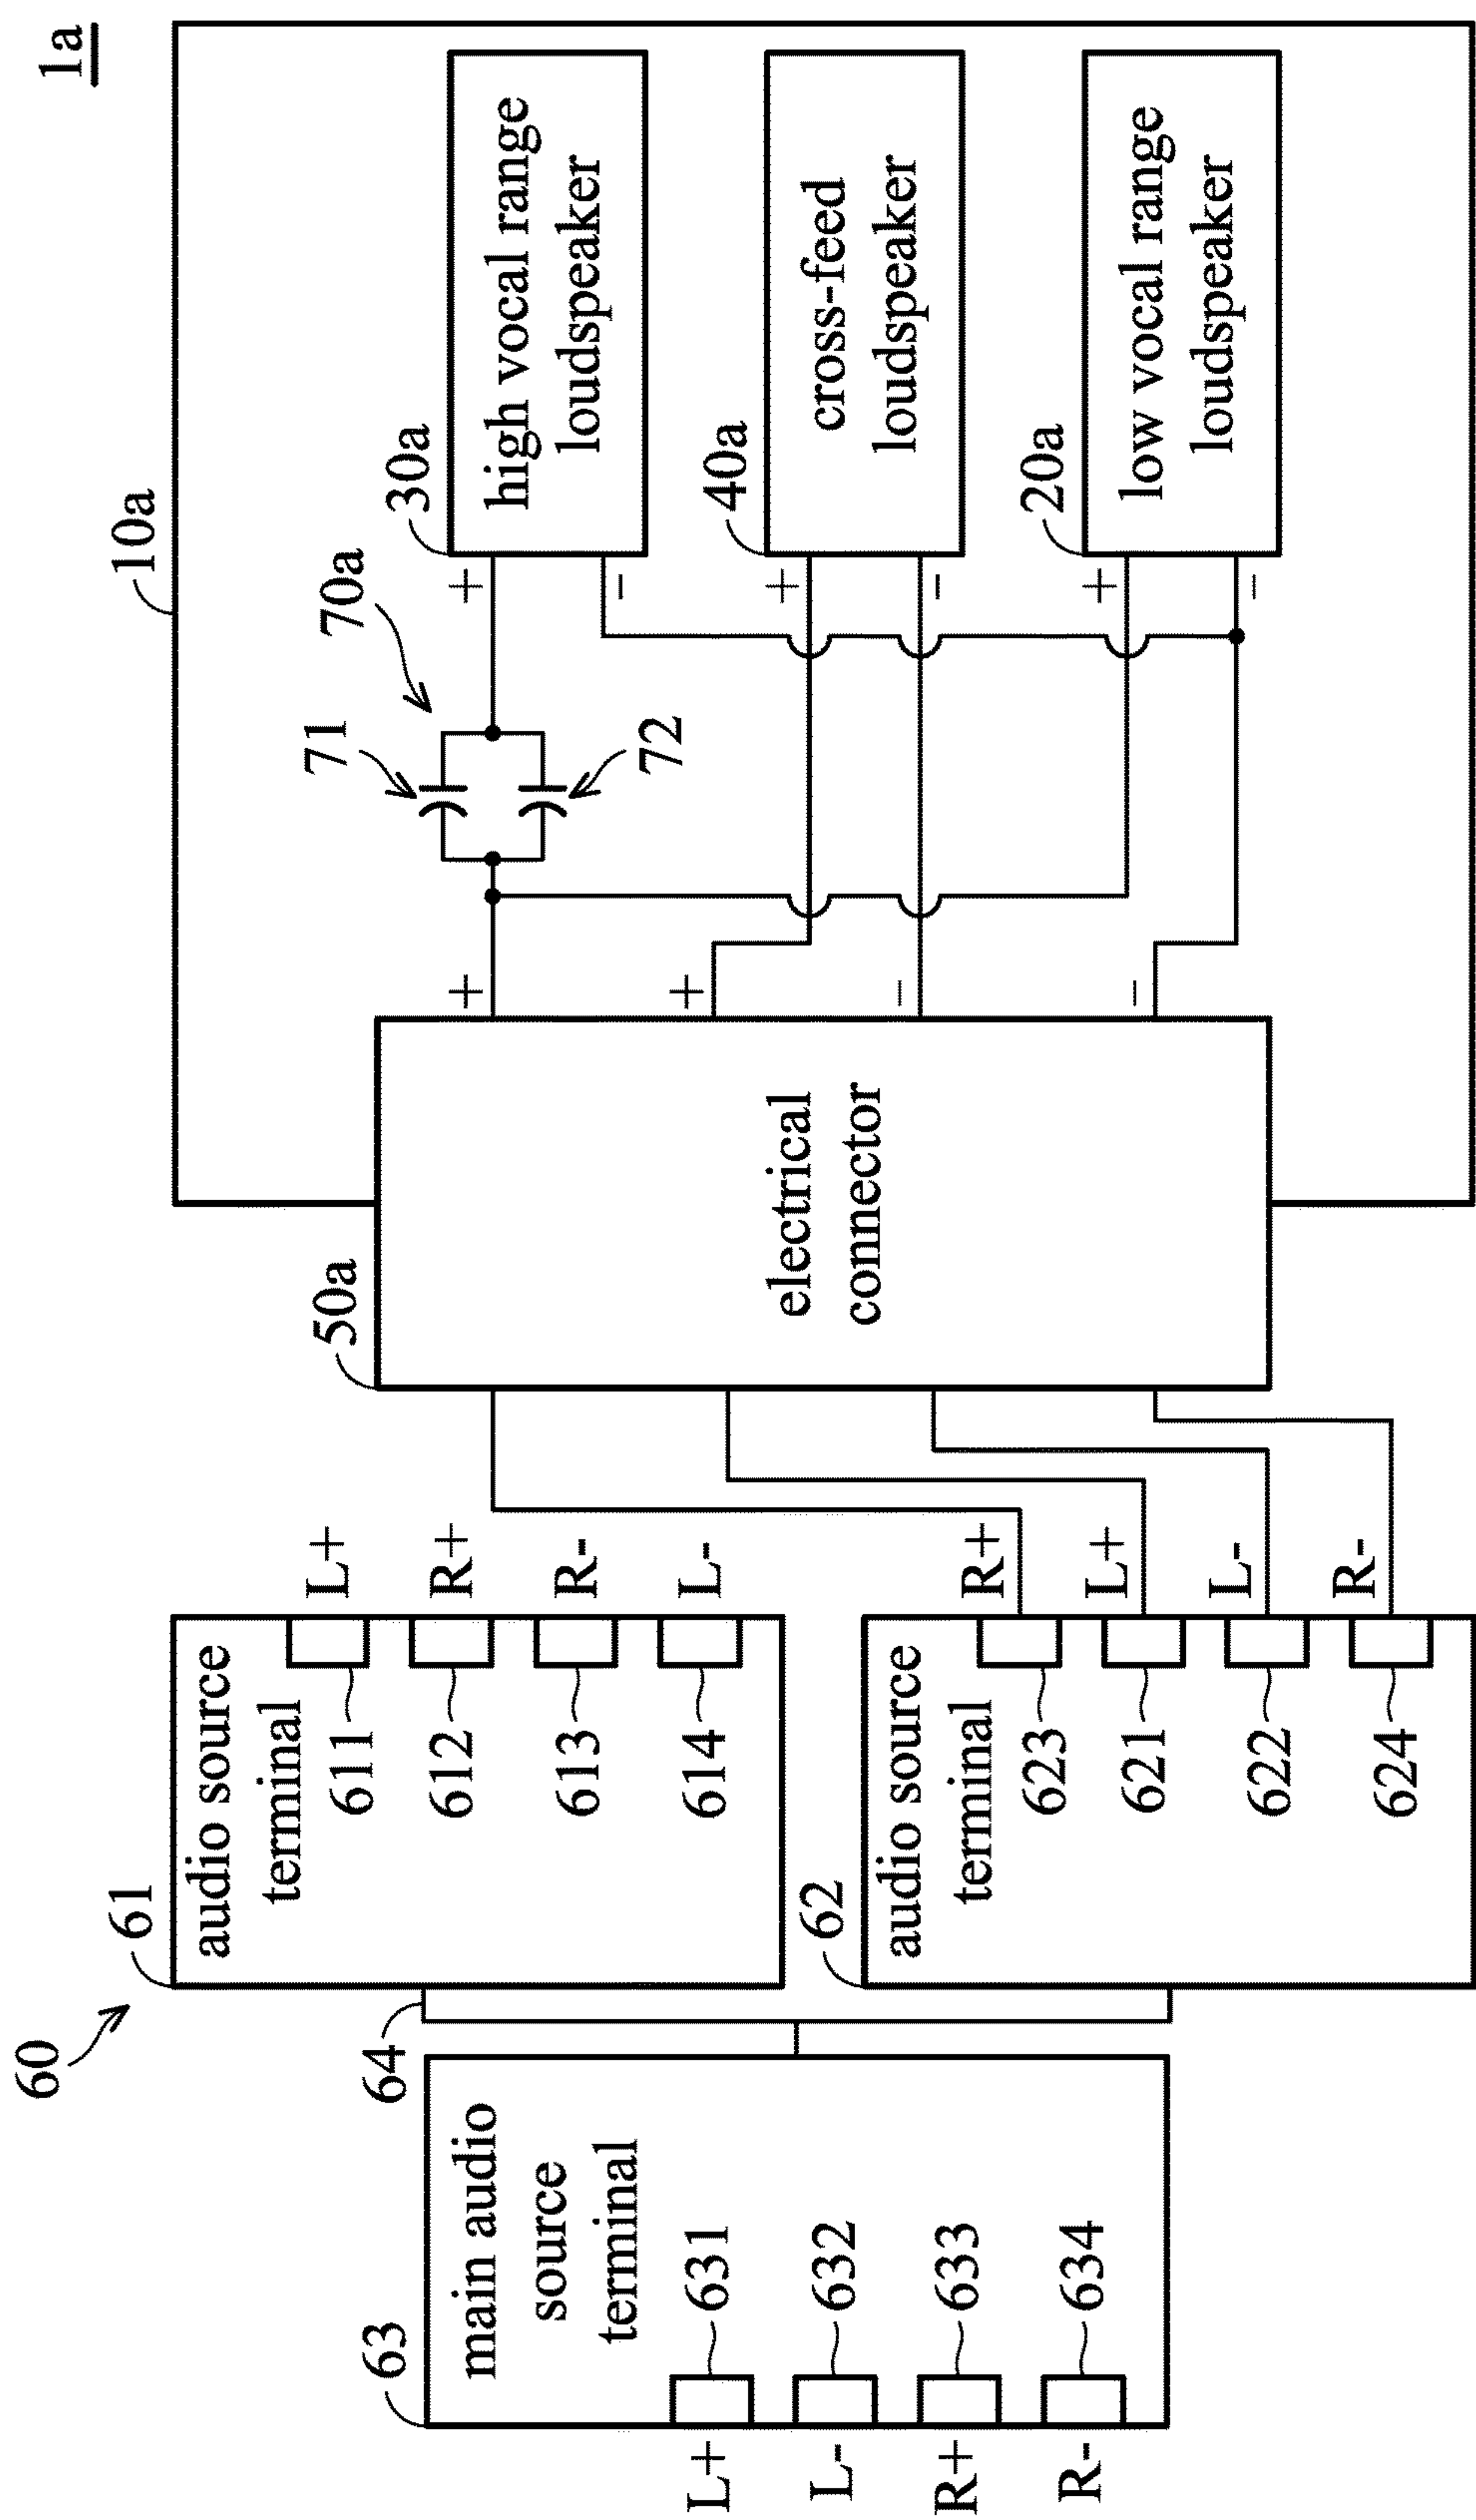 1a
10a
30a
high vocal range
loudspeaker
+
-
40a
cross-feed
loudspeaker
+
-
20a
low vocal range
loudspeaker
+
-
70a
71
72
+
+
-
-
50a
electrical
connector
60
61
audio source
terminal
611
L+
612
R+
613
R-
614
L-
62
audio source
terminal
623
R+
621
L+
622
L-
624
R-
64
63
main audio
source
terminal
L+
631
L-
632
R+
633
R-
634